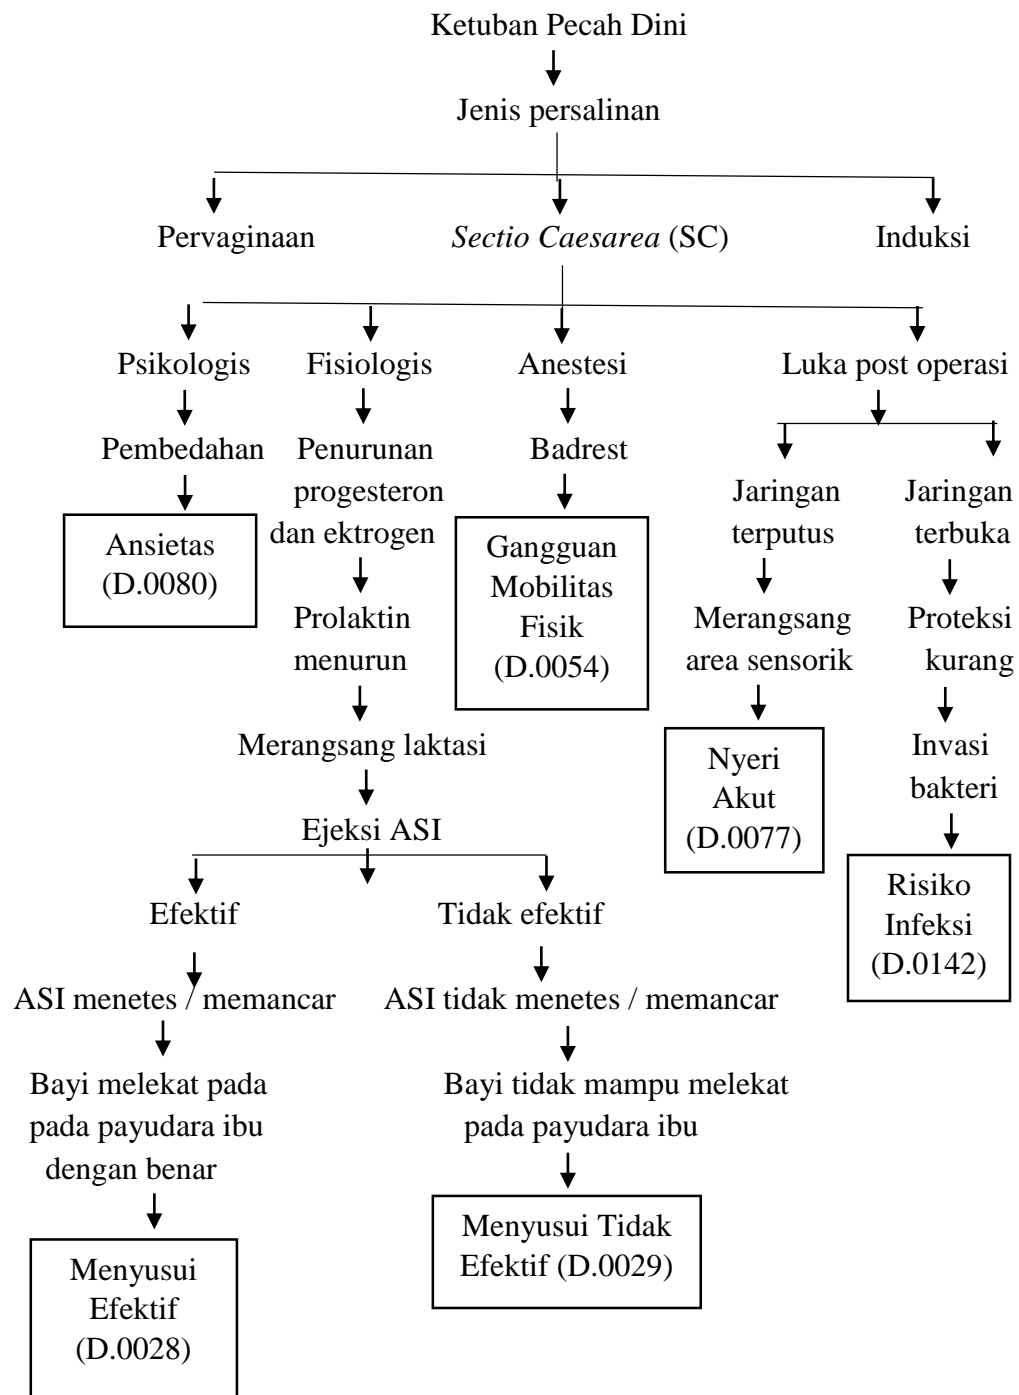 Ketuban Pecah Dini
Jenis persalinan
Pervaginaan
Sectio Caesarea (SC)
Induksi
Psikologis
Fisiologis
Anestesi
Luka post operasi
Pembedahan
Penurunan
progesteron
dan ektrogen
Badrest
Jaringan
terputus
Jaringan
terbuka
Ansietas
(D.0080)
Gangguan
Mobilitas
Fisik
(D.0054)
Prolaktin
menurun
Merangsang
area sensorik
Proteksi
kurang
Merangsang laktasi
Nyeri
Akut
(D.0077)
Invasi
bakteri
Ejeksi ASI
Risiko
Infeksi
(D.0142)
Efektif
Tidak efektif
ASI menetes / memancar
ASI tidak menetes / memancar
Bayi melekat pada
pada payudara ibu
dengan benar
Bayi tidak mampu melekat
pada payudara ibu
Menyusui Tidak
Efektif (D.0029)
Menyusui
Efektif
(D.0028)